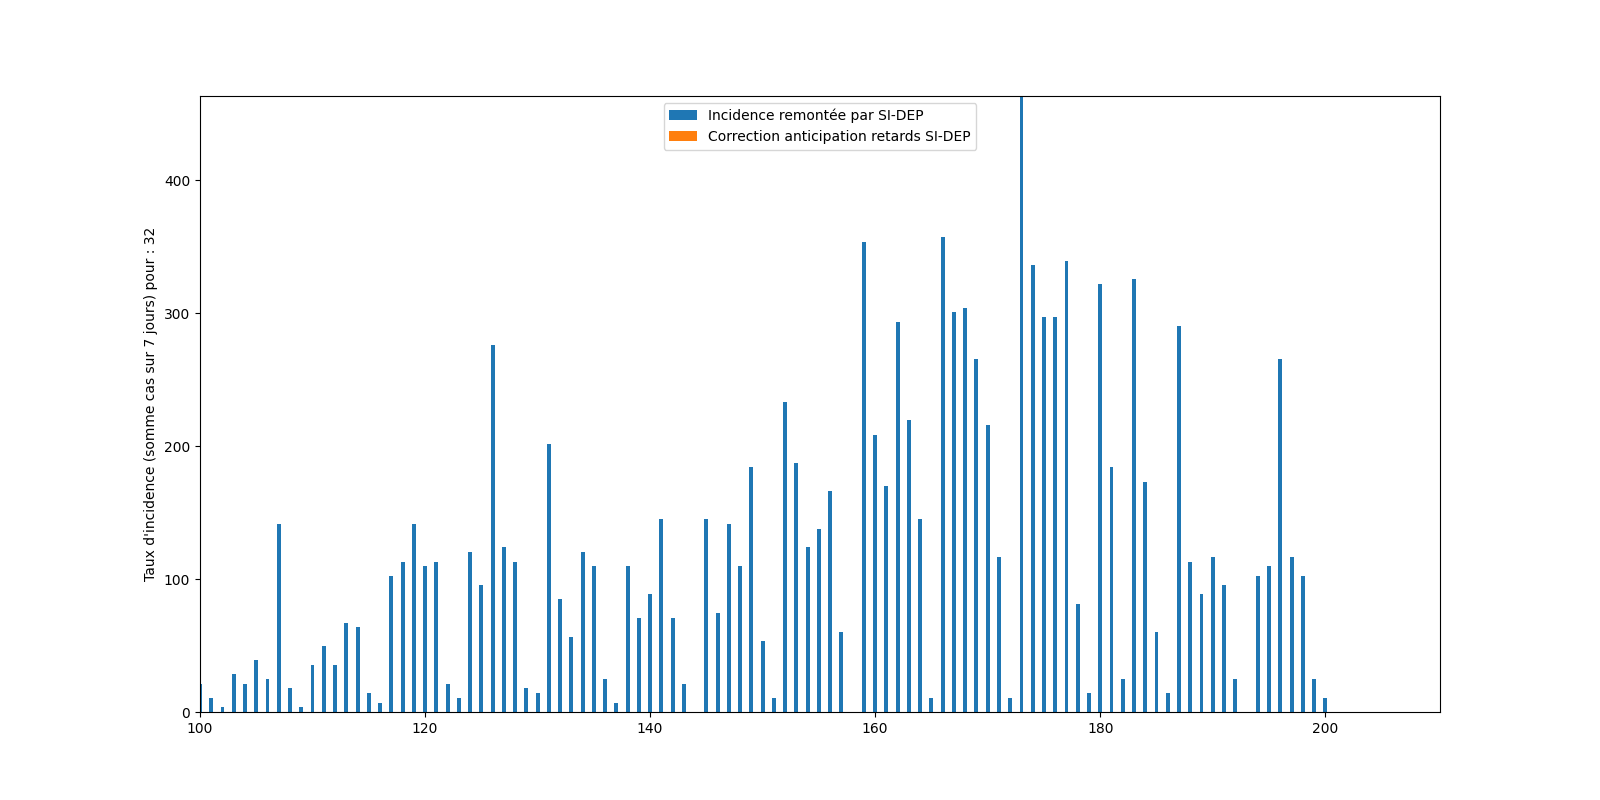 Incidence remontée par SI-DEP
Correction anticipation retards SI-DEP
Taux d'incidence (somme cas sur 7 jours) pour : 32
400
300
200
100
0
100 120 140 160 180 200